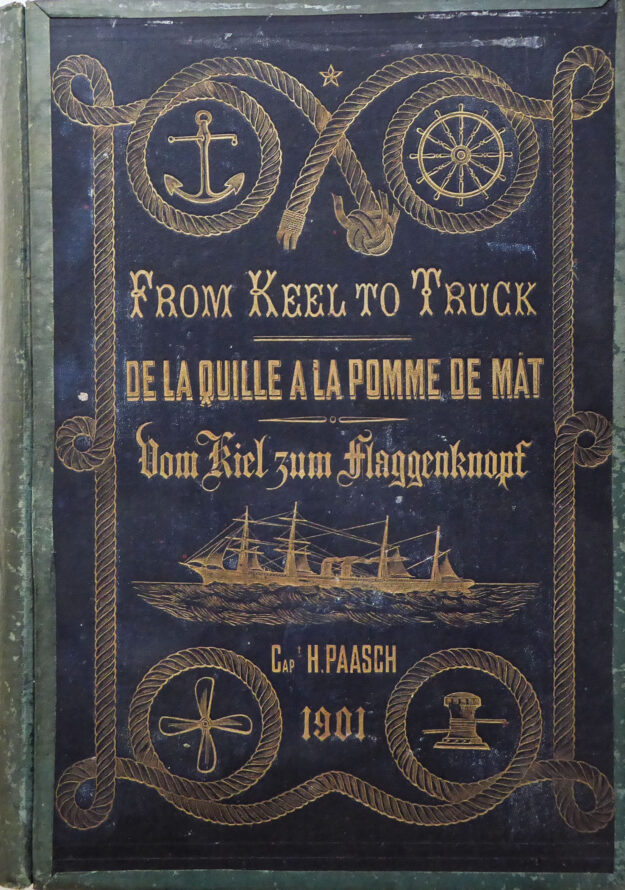 FROM KEEL TO TRUCK
DE LA QUILLE A LA POMME DE MÂT
Vom Kiel zum Flaggenknopf
CAPT H. PAASCH
1901